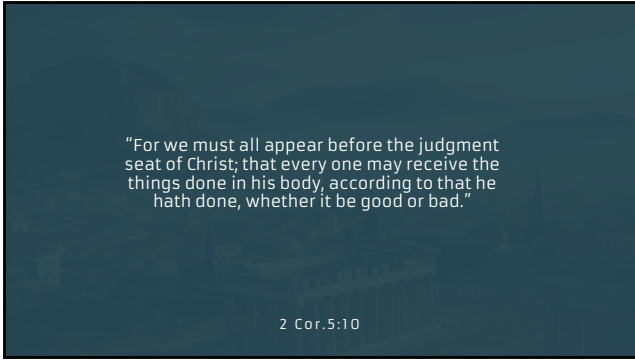 “For we must all appear before the judgment
seat of Christ; that every one may receive the
things done in his body, according to that he
hath done, whether it be good or bad.”
2 Cor.5:10